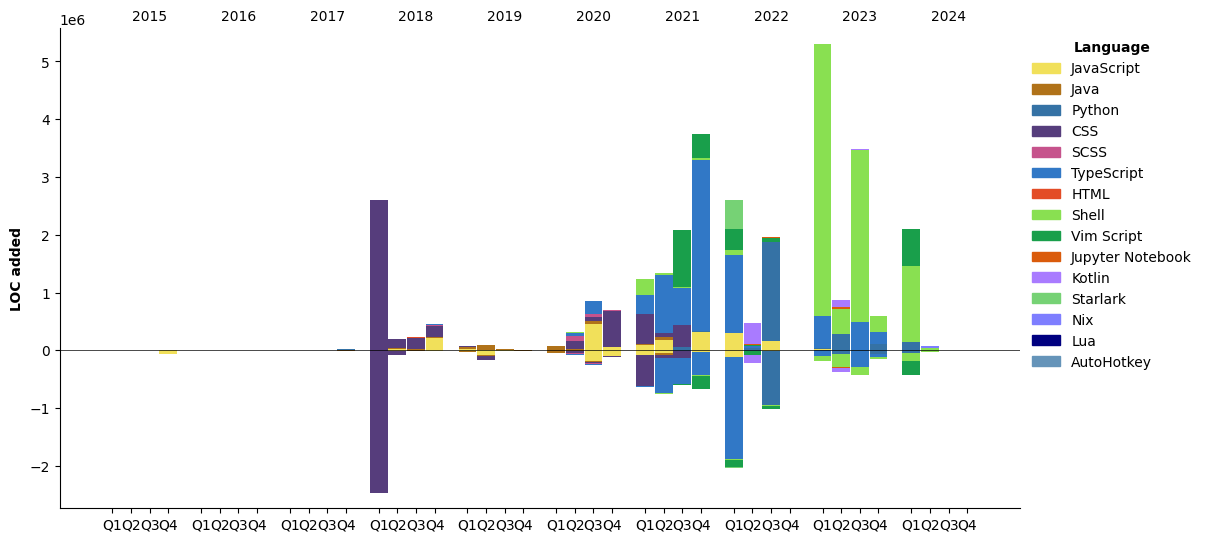 1e6
2015 2016 2017 2018 2019 2020 2021 2022 2023 2024
LOC added
5
4
3
2
1
0
−1
−2
Q1Q2Q3Q4 Q1Q2Q3Q4 Q1Q2Q3Q4 Q1Q2Q3Q4 Q1Q2Q3Q4 Q1Q2Q3Q4 Q1Q2Q3Q4 Q1Q2Q3Q4 Q1Q2Q3Q4 Q1Q2Q3Q4
Language
JavaScript
Java
Python
CSS
SCSS
TypeScript
HTML
Shell
Vim Script
Jupyter Notebook
Kotlin
Starlark
Nix
Lua
AutoHotkey